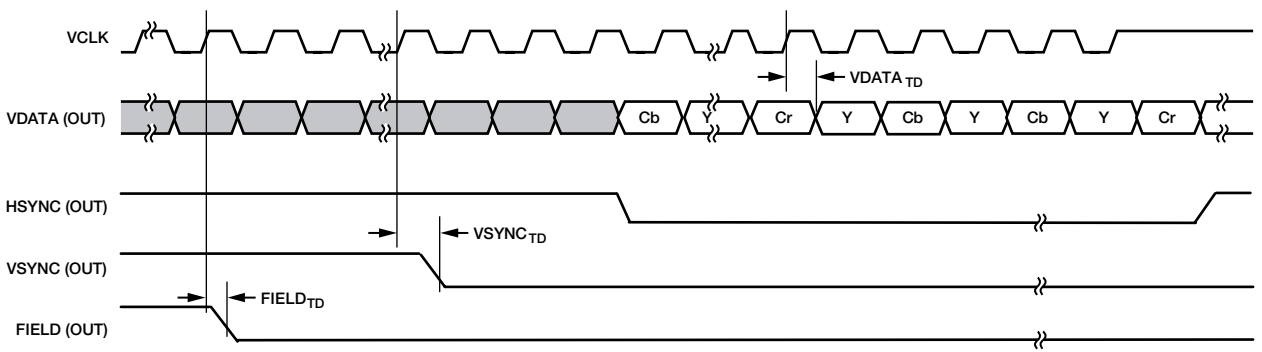 VCLK
VDATA TD
VDATA (OUT) Cb Y Cr Y Cb Y Cb Y Cr
HSYNC (OUT)
VSYNC TD
VSYNC (OUT)
FIELD TD
FIELD (OUT)